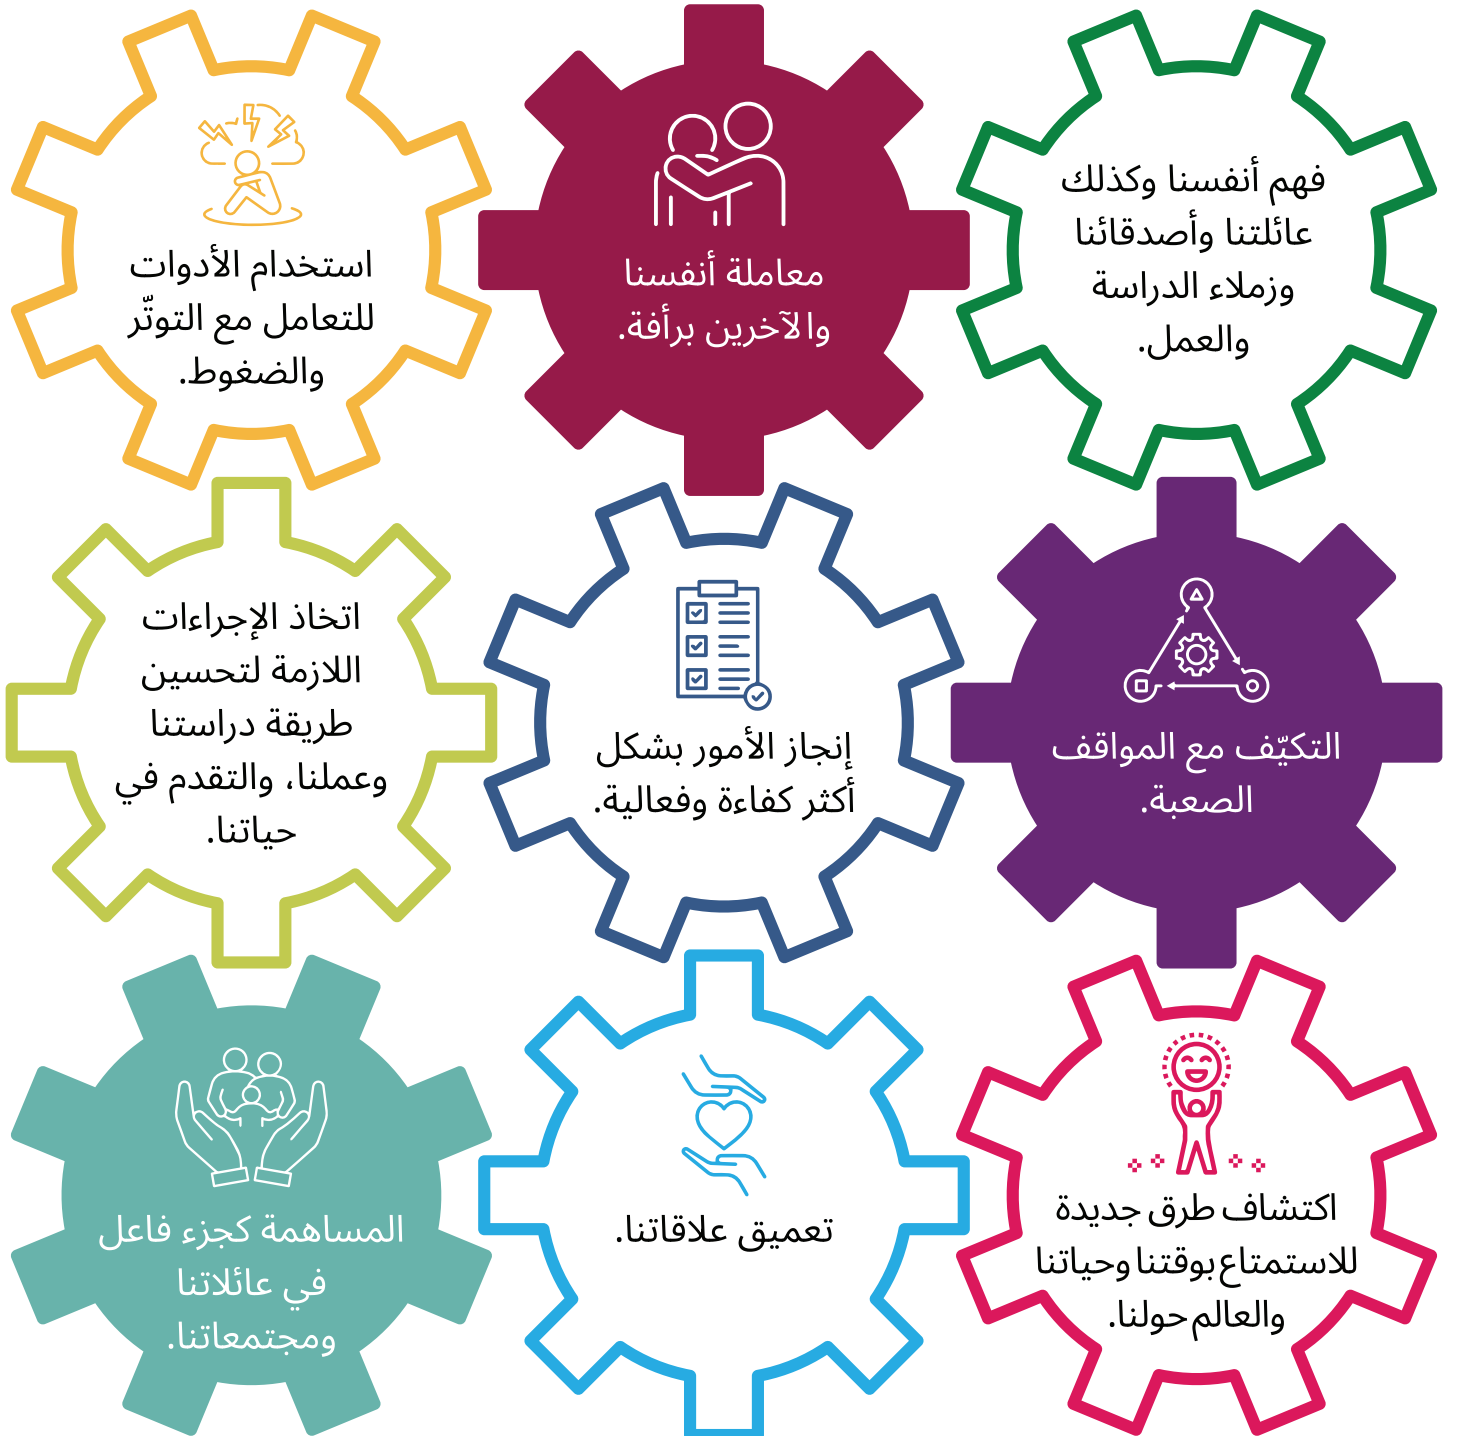 فهم أنفسنا وكذلك
عائلتنا وأصدقائنا
وزملاء الدراسة
والعمل.
معاملة أنفسنا
والآخرين برأفة.
استخدام الأدوات
للتعامل مع التوتّر
والضغوط.
التكيّف مع المواقف
الصعبة.
إنجاز الأمور بشكل
أكثر كفاءة وفعالية.
اتخاذ الإجراءات
اللازمة لتحسين
طريقة دراستنا
وعملنا، والتقدم في
حياتنا.
اكتشاف طرق جديدة
للاستمتاع بوقتنا وحياتنا
والعالم حولنا.
تعميق علاقاتنا.
المساهمة كجزء فاعل
في عائلاتنا
ومجتمعاتنا.